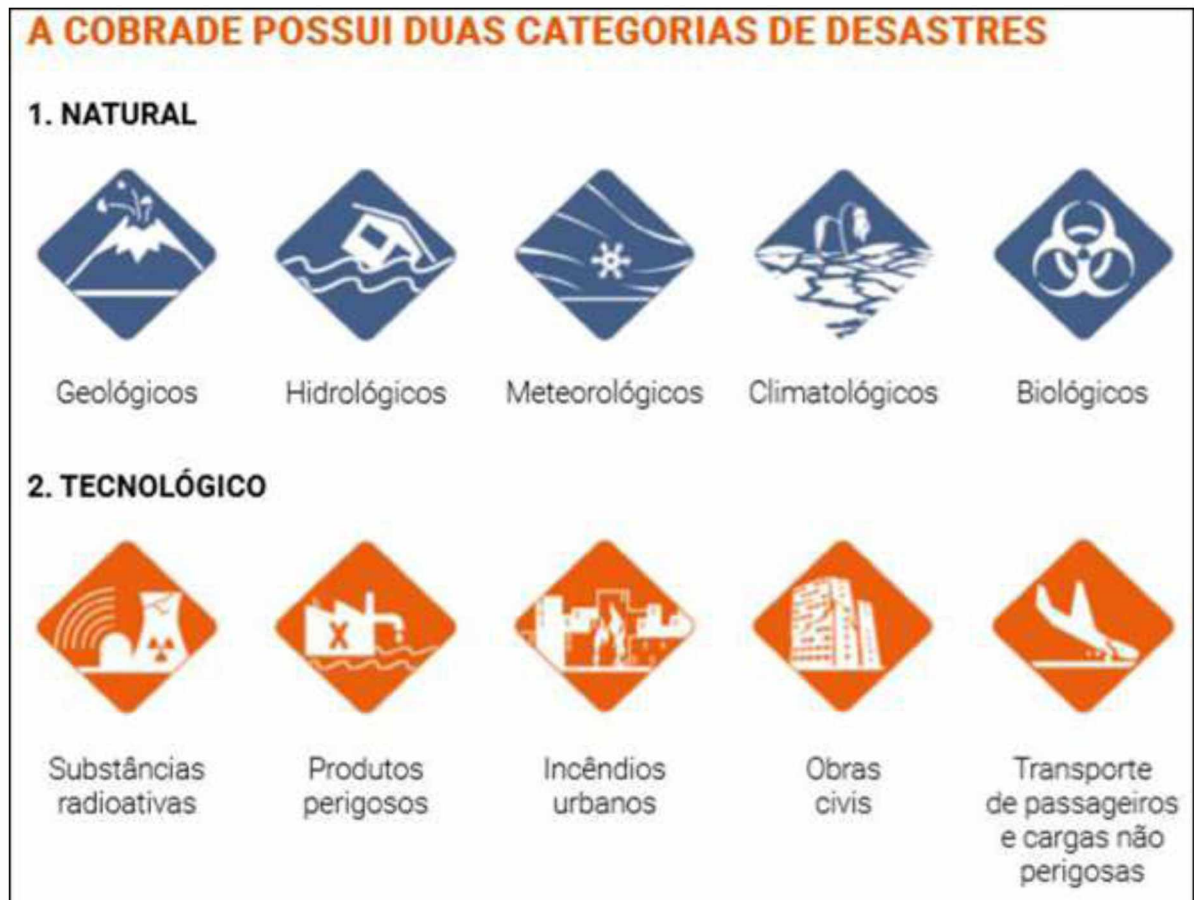 A COBRADE POSSUI DUAS CATEGORIAS DE DESASTRES
1. NATURAL
Geológicos
Hidrológicos
Meteorológicos
Climatológicos
Biológicos
2. TECNOLÓGICO
Substâncias
radioativas
Produtos
perigosos
Incêndios
urbanos
Obras
civis
Transporte
de passageiros
e cargas não
perigosas
X